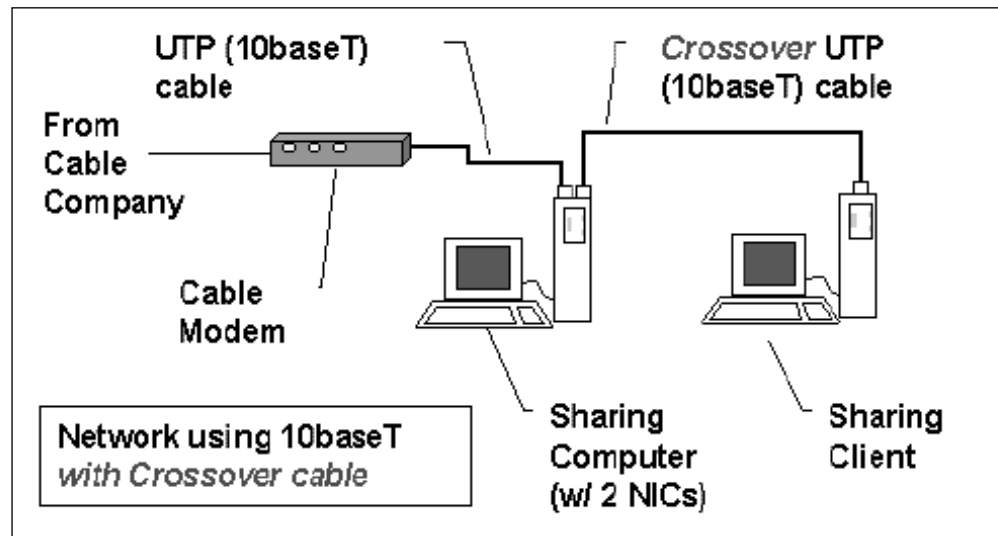 UTP (10baseT)
cable
Crossover UTP
(10baseT) cable
From
Cable
Company
Cable
Modem
Sharing
Computer
(w/ 2 NICs)
Sharing
Client
Network using 10baseT
with Crossover cable